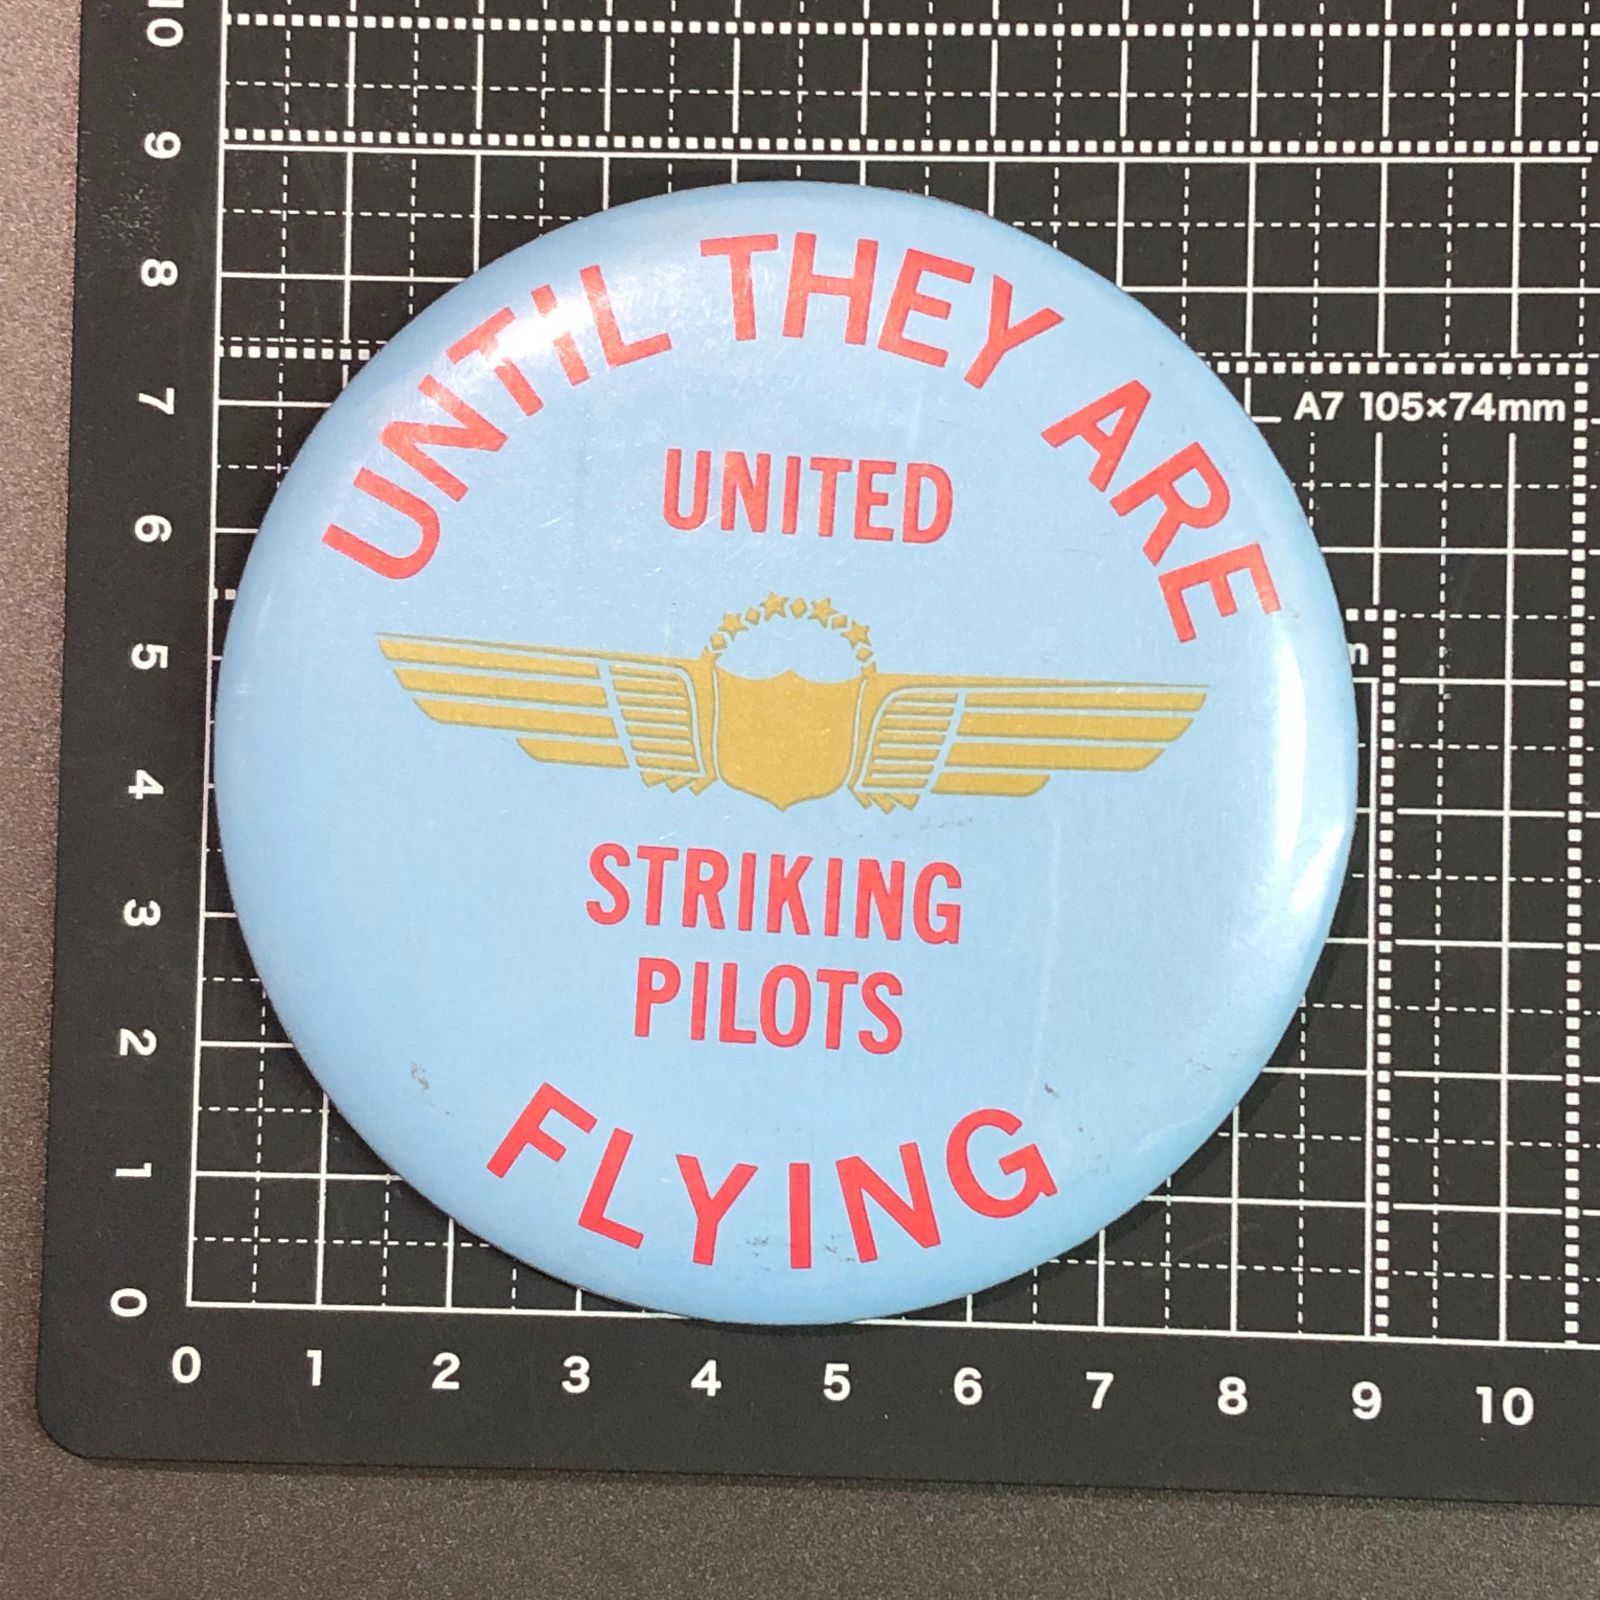 UNTIL THEY ARE
UNITED
STRIKING
PILOTS
FLYING
A7 105×74mm
10
9
8
7
6
5
4
3
2
1
0
0 1 2 3 4 5 6 7 8 9 10